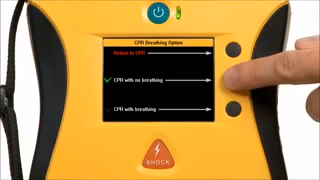 CPR Breathing Option
Return to CPR
CPR with no breathing
CPR with breathing
SHOCK